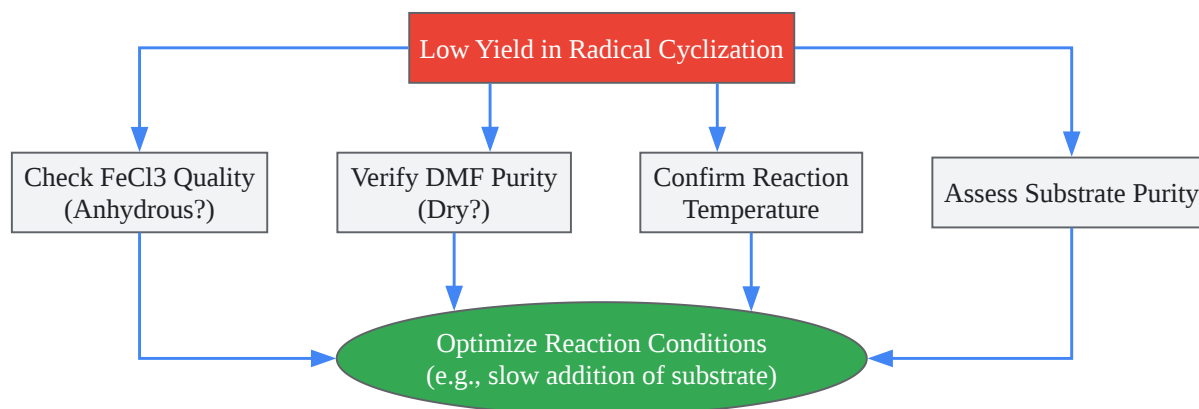 Low Yield in Radical Cyclization
Check FeCl3 Quality
(Anhydrous?)
Verify DMF Purity
(Dry?)
Confirm Reaction
Temperature
Assess Substrate Purity
Optimize Reaction Conditions
(e.g., slow addition of substrate)